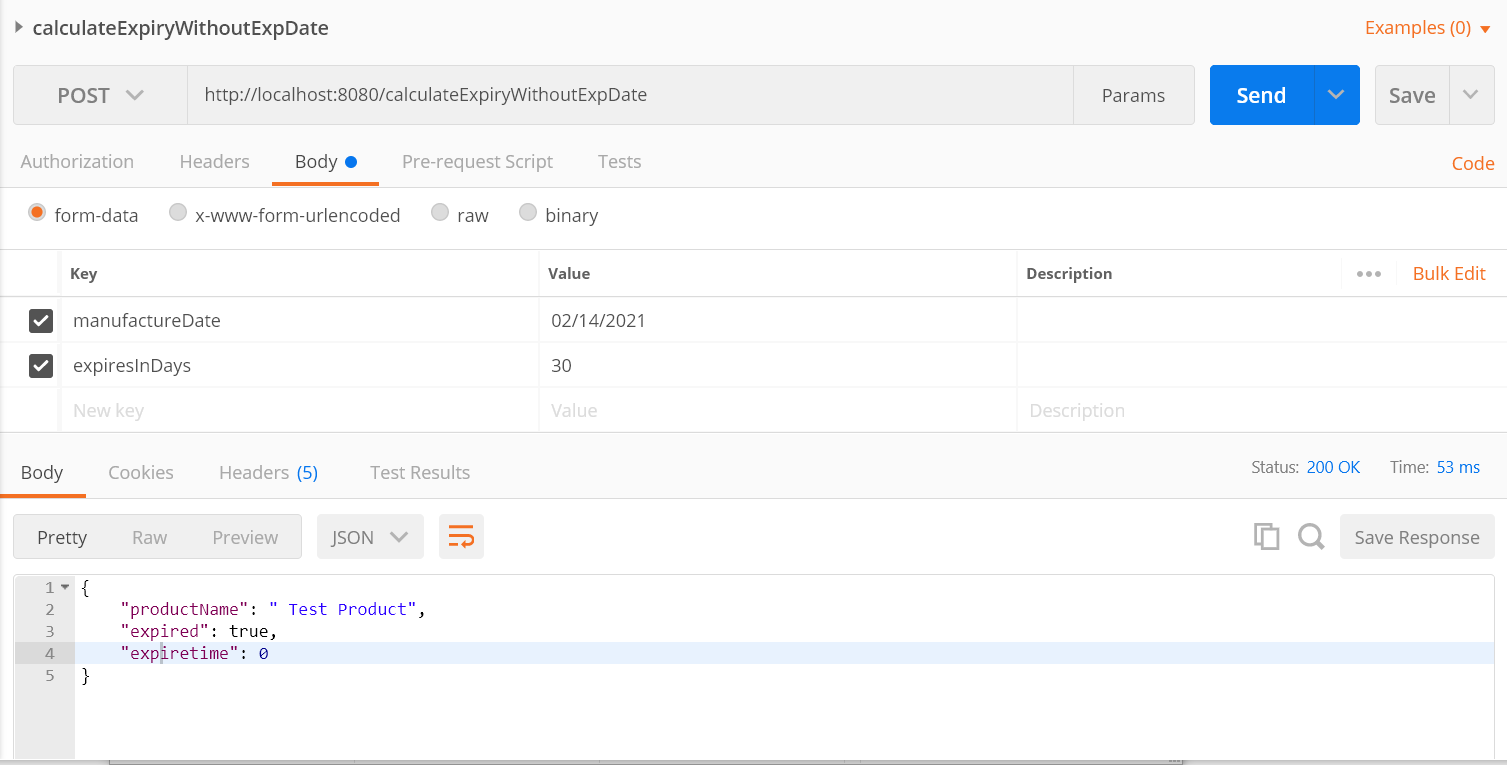 calculateExpiryWithoutExpDate Examples (0)
POST http://localhost:8080/calculateExpiryWithoutExpDate Params Send Save
Authorization Headers Body Pre-request Script Tests Code
form-data x-www-form-urlencoded raw binary
Key Value Description Bulk Edit
manufactureDate 02/14/2021
expiresInDays 30
New key Value Description
Body Cookies Headers (5) Test Results Status: 200 OK Time: 53 ms
Pretty Raw Preview JSON Save Response
1 {
2 "productName": " Test Product",
3 "expired": true,
4 "expiretime": 0
5 }